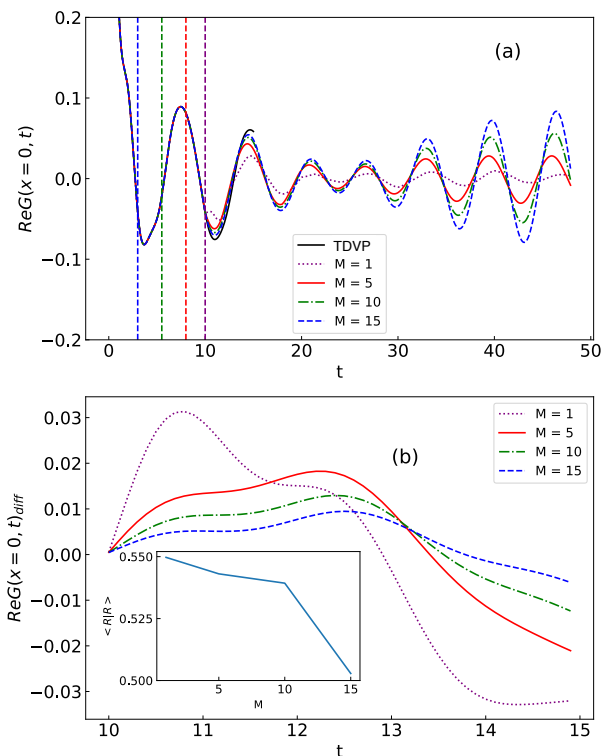 0.2
0.1
0.0
−0.1
−0.2
ReG(x = 0, t)
(a)
TDVP
M = 1
M = 5
M = 10
M = 15
0 10 20 30 40 50
t
0.03
0.02
0.01
0.00
−0.01
−0.02
−0.03
ReG(x = 0, t)diff
(b)
M = 1
M = 5
M = 10
M = 15
0.550
0.525
0.500
< R|R >
5 10 15
M
10 11 12 13 14 15
t